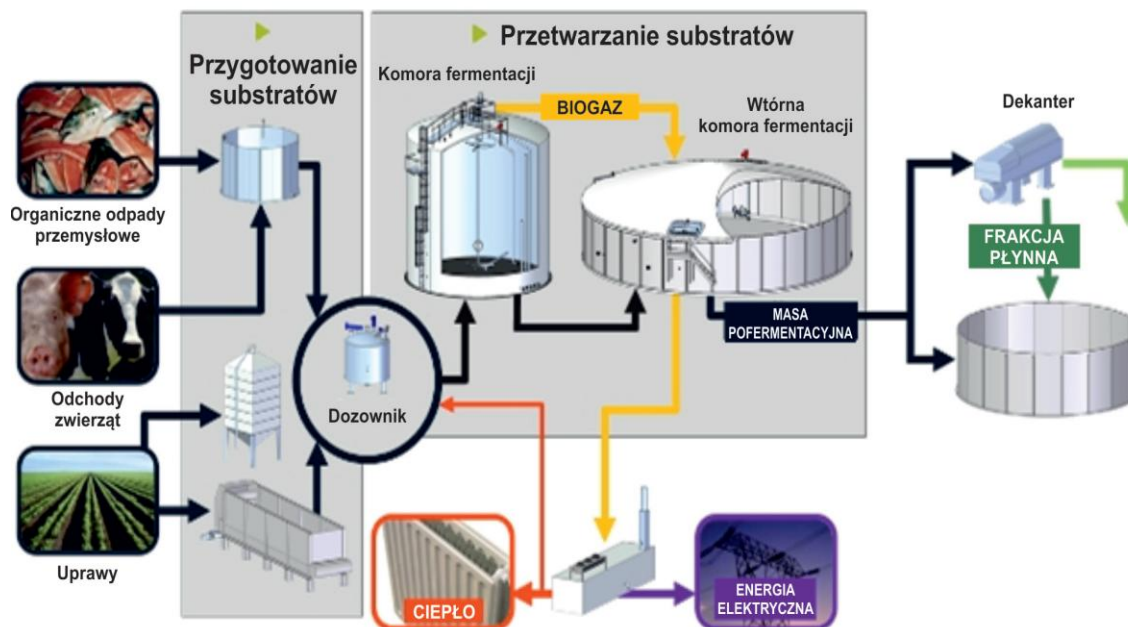 Przygotowanie
substratów
Przetwarzanie substratów
Komora fermentacji
BIOGAZ
Wtórna
komora fermentacji
Dekanter
Organiczne odpady
przemysłowe
FRAKCJA
PŁYNNA
MASA
POFERMENTACYJNA
Odchody
zwierząt
Dozownik
Uprawy
CIEPŁO
ENERGIA
ELEKTRYCZNA